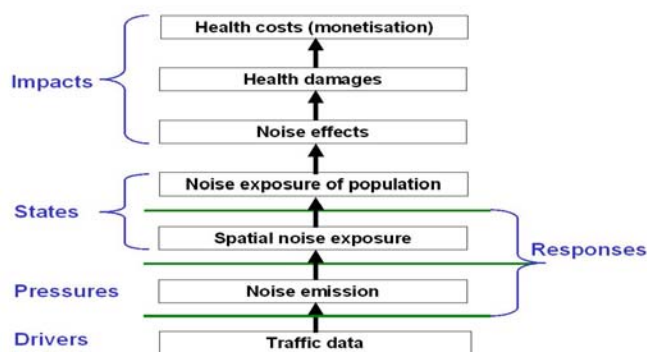 Health costs (monetisation)
Impacts
Health damages
Noise effects
Noise exposure of population
States
Spatial noise exposure
Responses
Pressures
Noise emission
Drivers
Traffic data